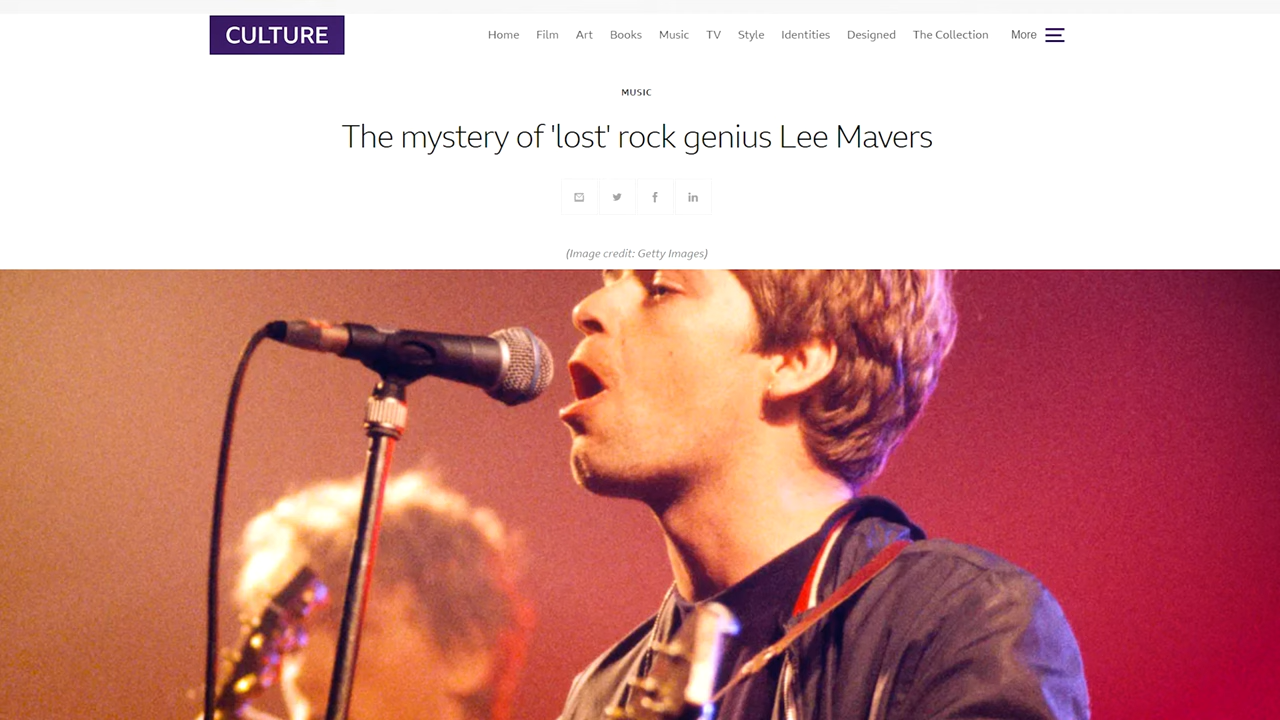 CULTURE
Home Film Art Books Music TV Style Identities Designed The Collection More
MUSIC
The mystery of 'lost' rock genius Lee Mavers
(Image credit: Getty Images)